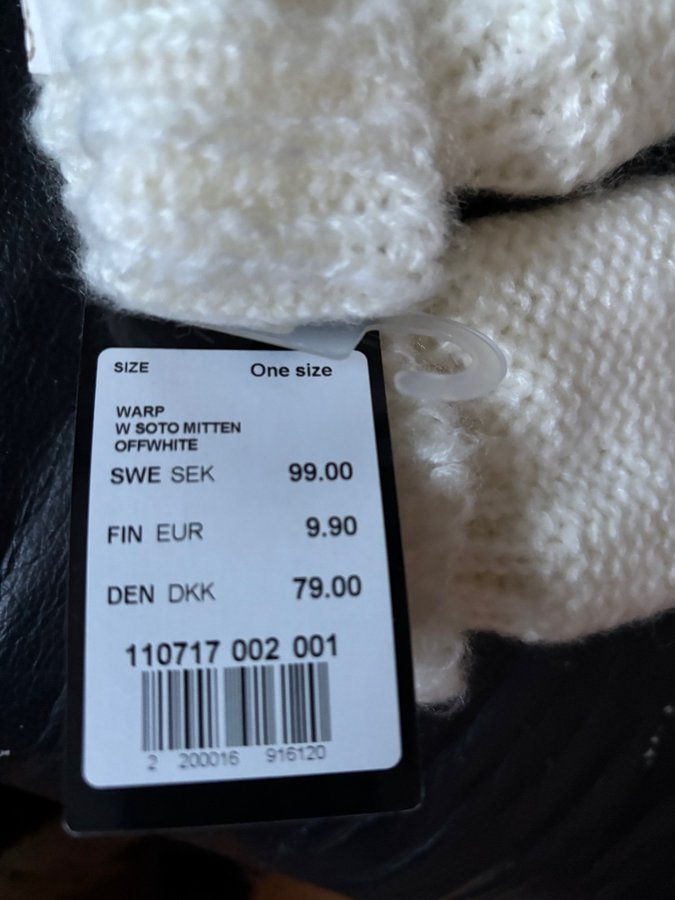 SIZE One size
WARP
W SOTO MITTEN
OFFWHITE
SWE SEK 99.00
FIN EUR 9.90
DEN DKK 79.00
110717 002 001
2 200016 916120